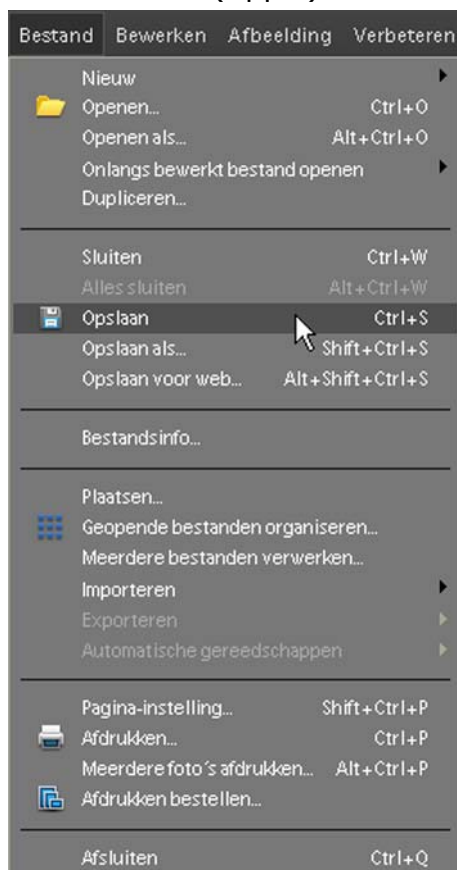 Bestand Bewerken Afbeelding Verbeteren
Nieuw
Openen... Ctrl+O
Openen als... Alt+Ctrl+O
Onlangs bewerkt bestand openen
Dupliceren...
Sluiten Ctrl+W
Alles sluiten Alt+Ctrl+W
Opslaan Ctrl+S
Opslaan als... Shift+Ctrl+S
Opslaan voor web... Alt+Shift+Ctrl+S
Bestandsinfo...
Plaatsen...
Geopende bestanden organiseren...
Meerdere bestanden verwerken...
Importeren
Exporteren
Automatische gereedschappen
Pagina-instelling... Shift+Ctrl+P
Afdrukken... Ctrl+P
Meerdere foto's afdrukken... Alt+Ctrl+P
Afdrukken bestellen...
Afsluiten Ctrl+Q